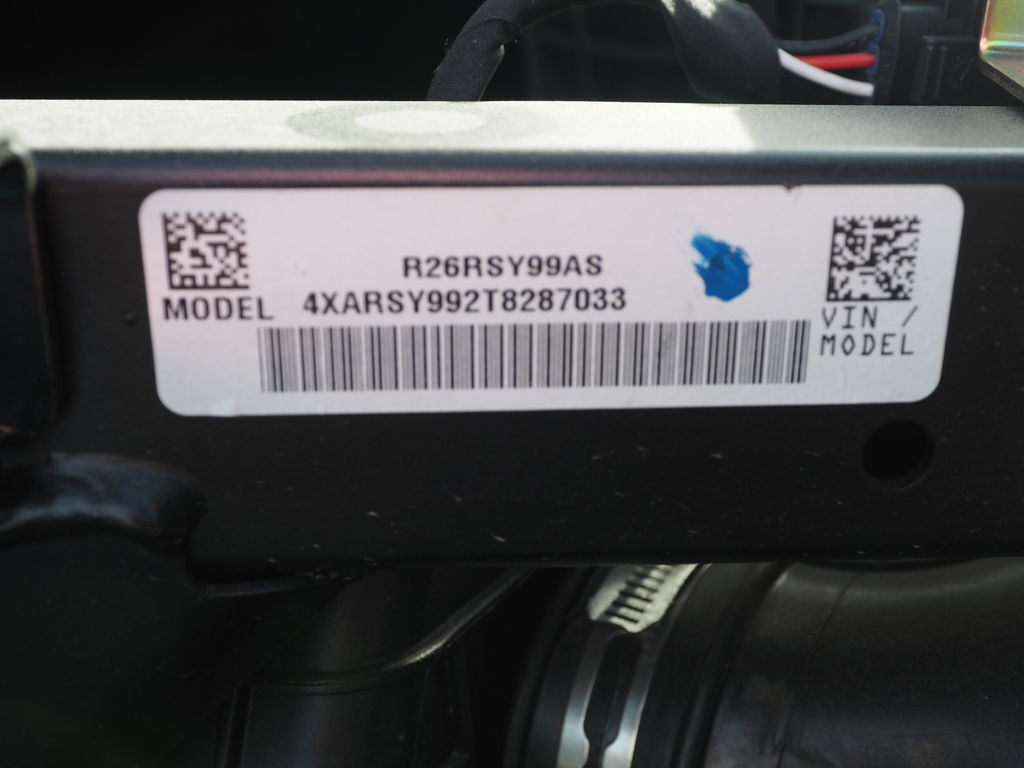 R26RSY99AS
MODEL
4XARSY992T8287033
VIN /
MODEL